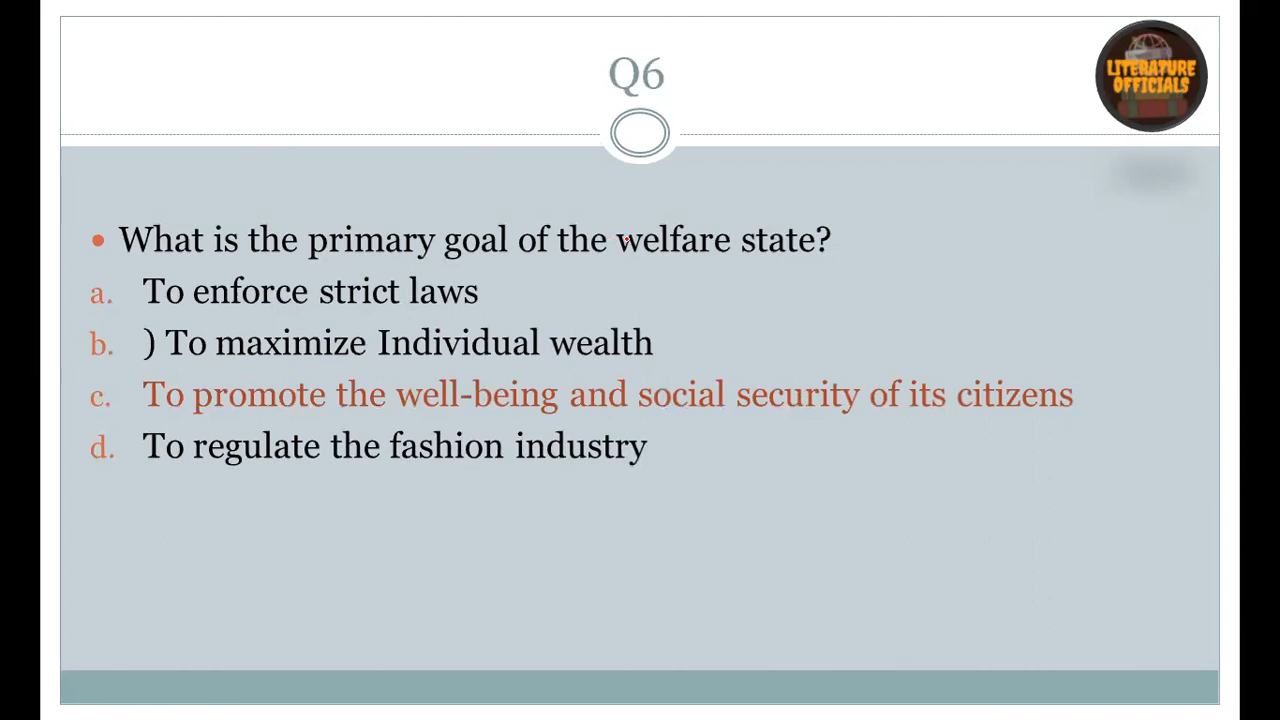 Q6
LITERATURE
OFFICIALS
• What is the primary goal of the welfare state?
a. To enforce strict laws
b. ) To maximize Individual wealth
c. To promote the well-being and social security of its citizens
d. To regulate the fashion industry